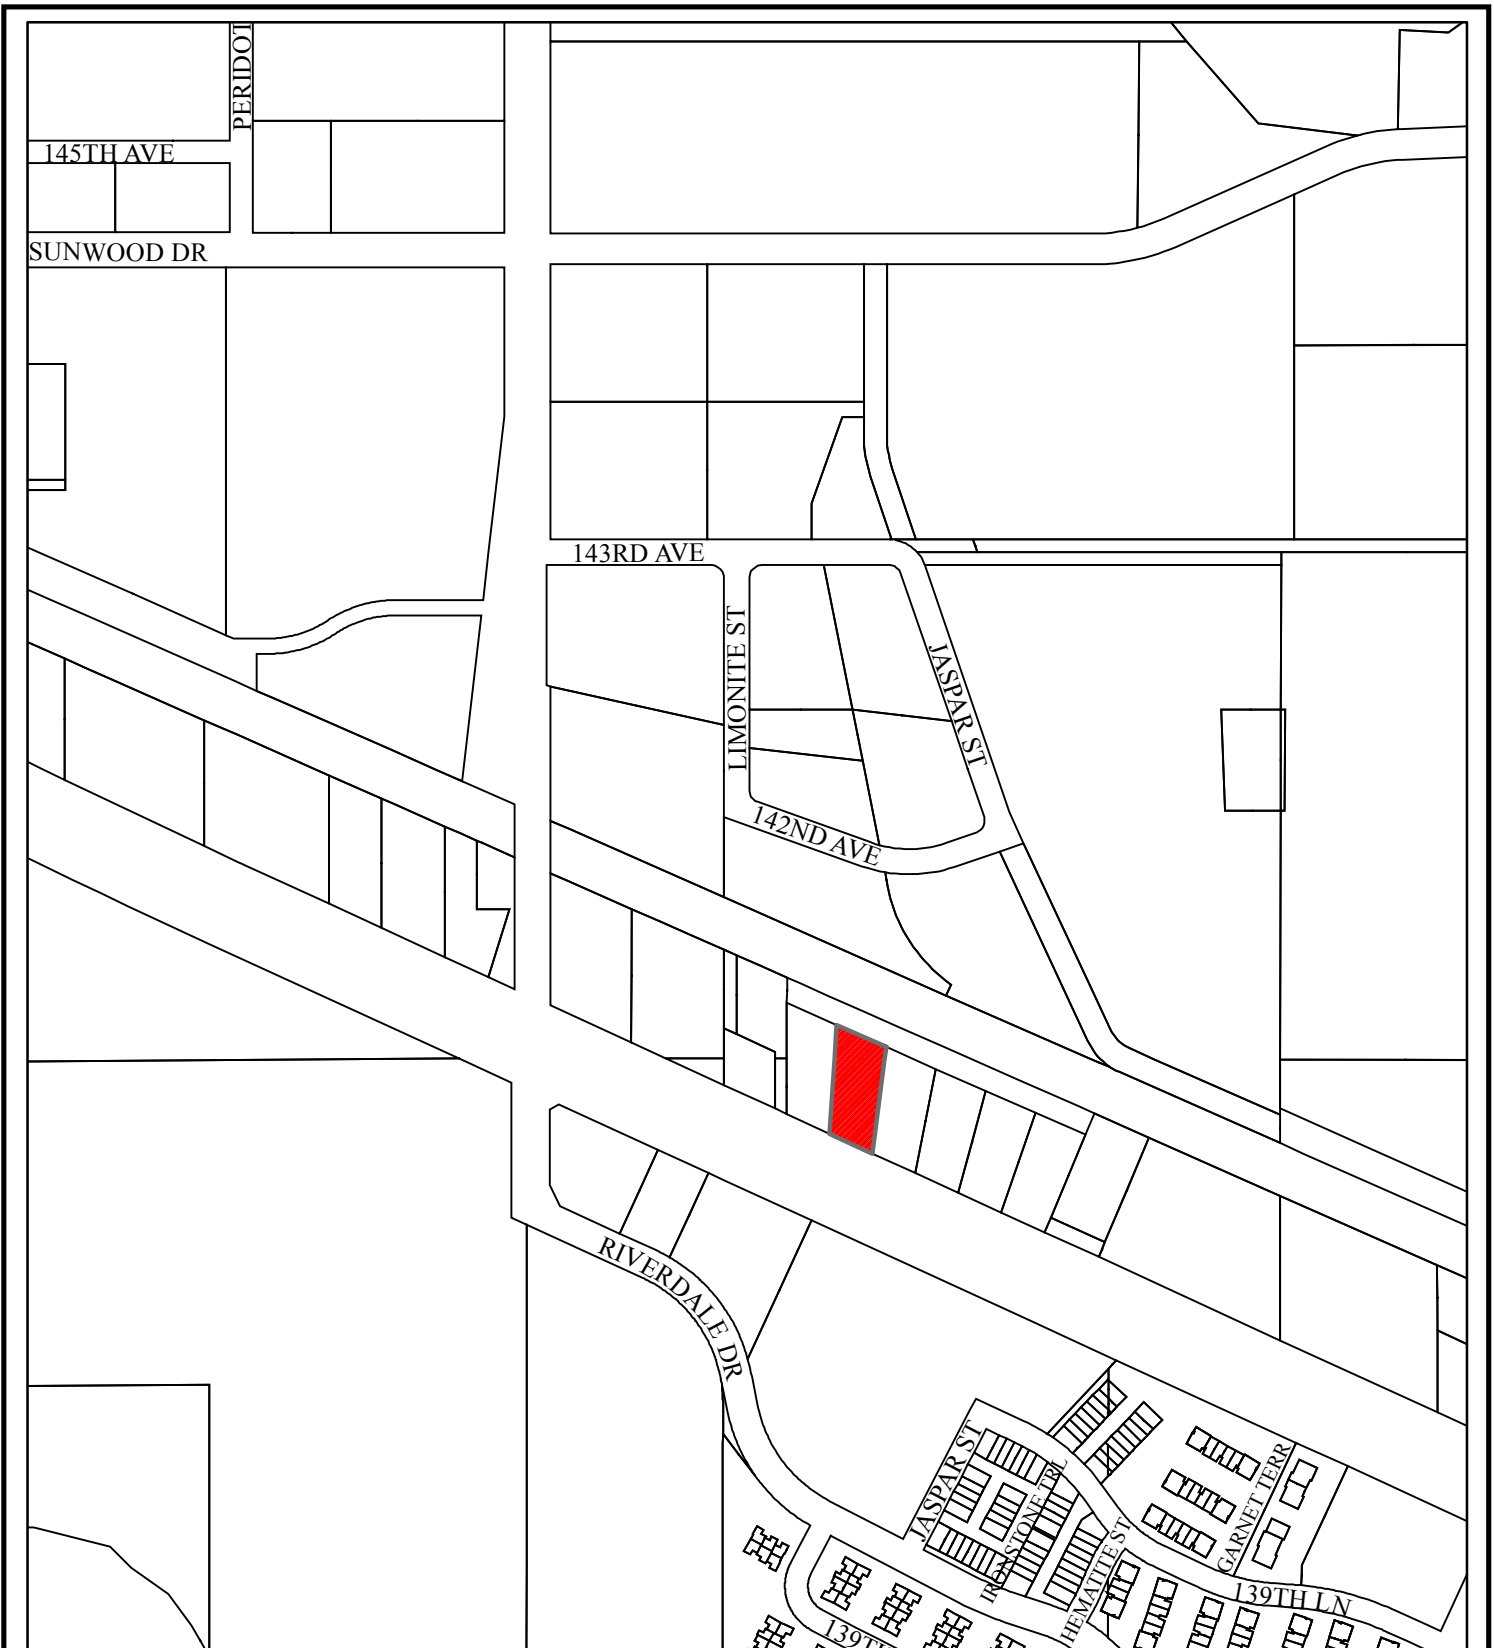 PERIDOT
145TH AVE
SUNWOOD DR
143RD AVE
LIMONITE ST
JASPAR ST
142ND AVE
RIVERDALE DR
JASPAR ST
IRONSTONE TRL
GARNET TERR
HEMATITE ST
139TH LN
139TH